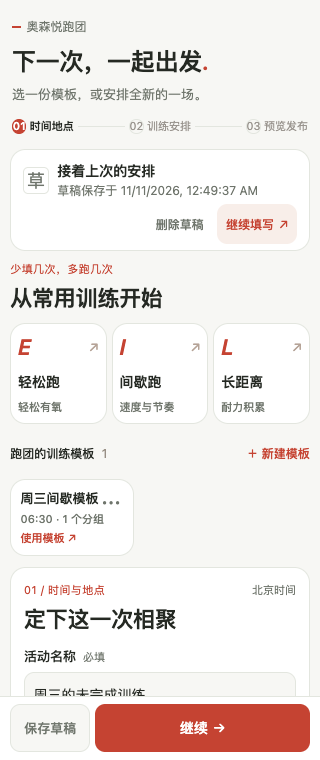 奥森悦跑团
下一次，一起出发.
选一份模板，或安排全新的一场。
01 时间地点 02 训练安排 03 预览发布
草
接着上次的安排
草稿保存于 11/11/2026, 12:49:37 AM
删除草稿 继续填写 ↗
少填几次，多跑几次
从常用训练开始
E ↗ I ↗ L ↗
轻松跑 间歇跑 长距离
轻松有氧 速度与节奏 耐力积累
跑团的训练模板 1 + 新建模板
周三间歇模板 ...
06:30 · 1 个分组
使用模板 ↗
01 / 时间与地点 北京时间
定下这一次相聚
活动名称 必填
周三的未完成训练
保存草稿 继续 →